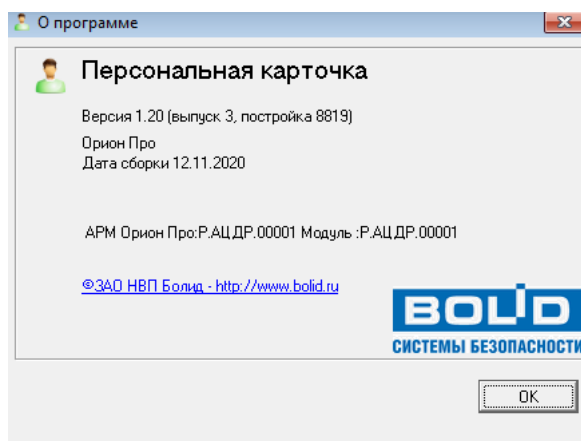 О программе
Персональная карточка
Версия 1.20 (выпуск 3, постройка 8819)
Орион Про
Дата сборки 12.11.2020
АРМ Орион Про:Р.АЦДР.00001 Модуль :Р.АЦДР.00001
©ЗАО НВП Болид - http://www.bolid.ru
BOLID
СИСТЕМЫ БЕЗОПАСНОСТИ
OK